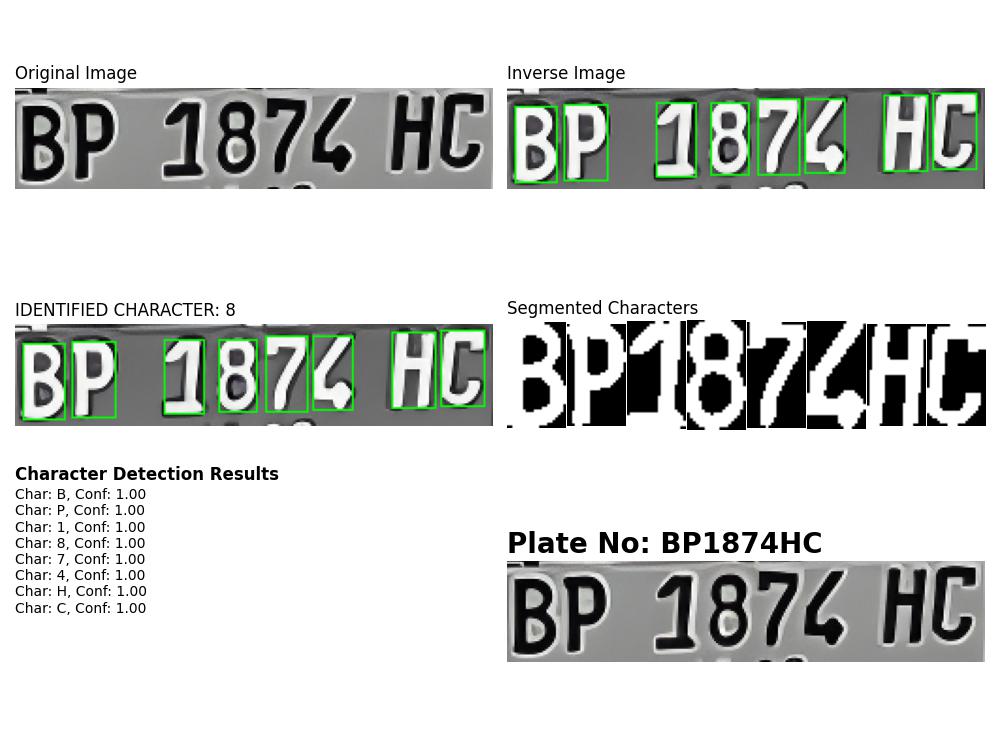 Original Image
BP 1874 HC
Inverse Image
BP 1874 HC
IDENTIFIED CHARACTER: 8
BP 1874 HC
Segmented Characters
BP1874HC
Character Detection Results
Char: B, Conf: 1.00
Char: P, Conf: 1.00
Char: 1, Conf: 1.00
Char: 8, Conf: 1.00
Char: 7, Conf: 1.00
Char: 4, Conf: 1.00
Char: H, Conf: 1.00
Char: C, Conf: 1.00
Plate No: BP1874HC
BP 1874 HC